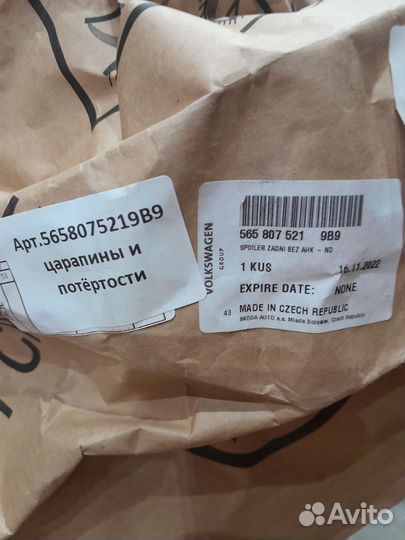 Арт.5658075219B9
царапины и
потёртости
VOLKSWAGEN
GROUP
565 807 521 9B9
SPOILER ZADNI BEZ AHK - ND
1 KUS 16.11.2022
EXPIRE DATE: NONE
43 MADE IN CZECH REPUBLIC
SKODA AUTO a.s. Mlada Boleslav, Czech Republic
Avito